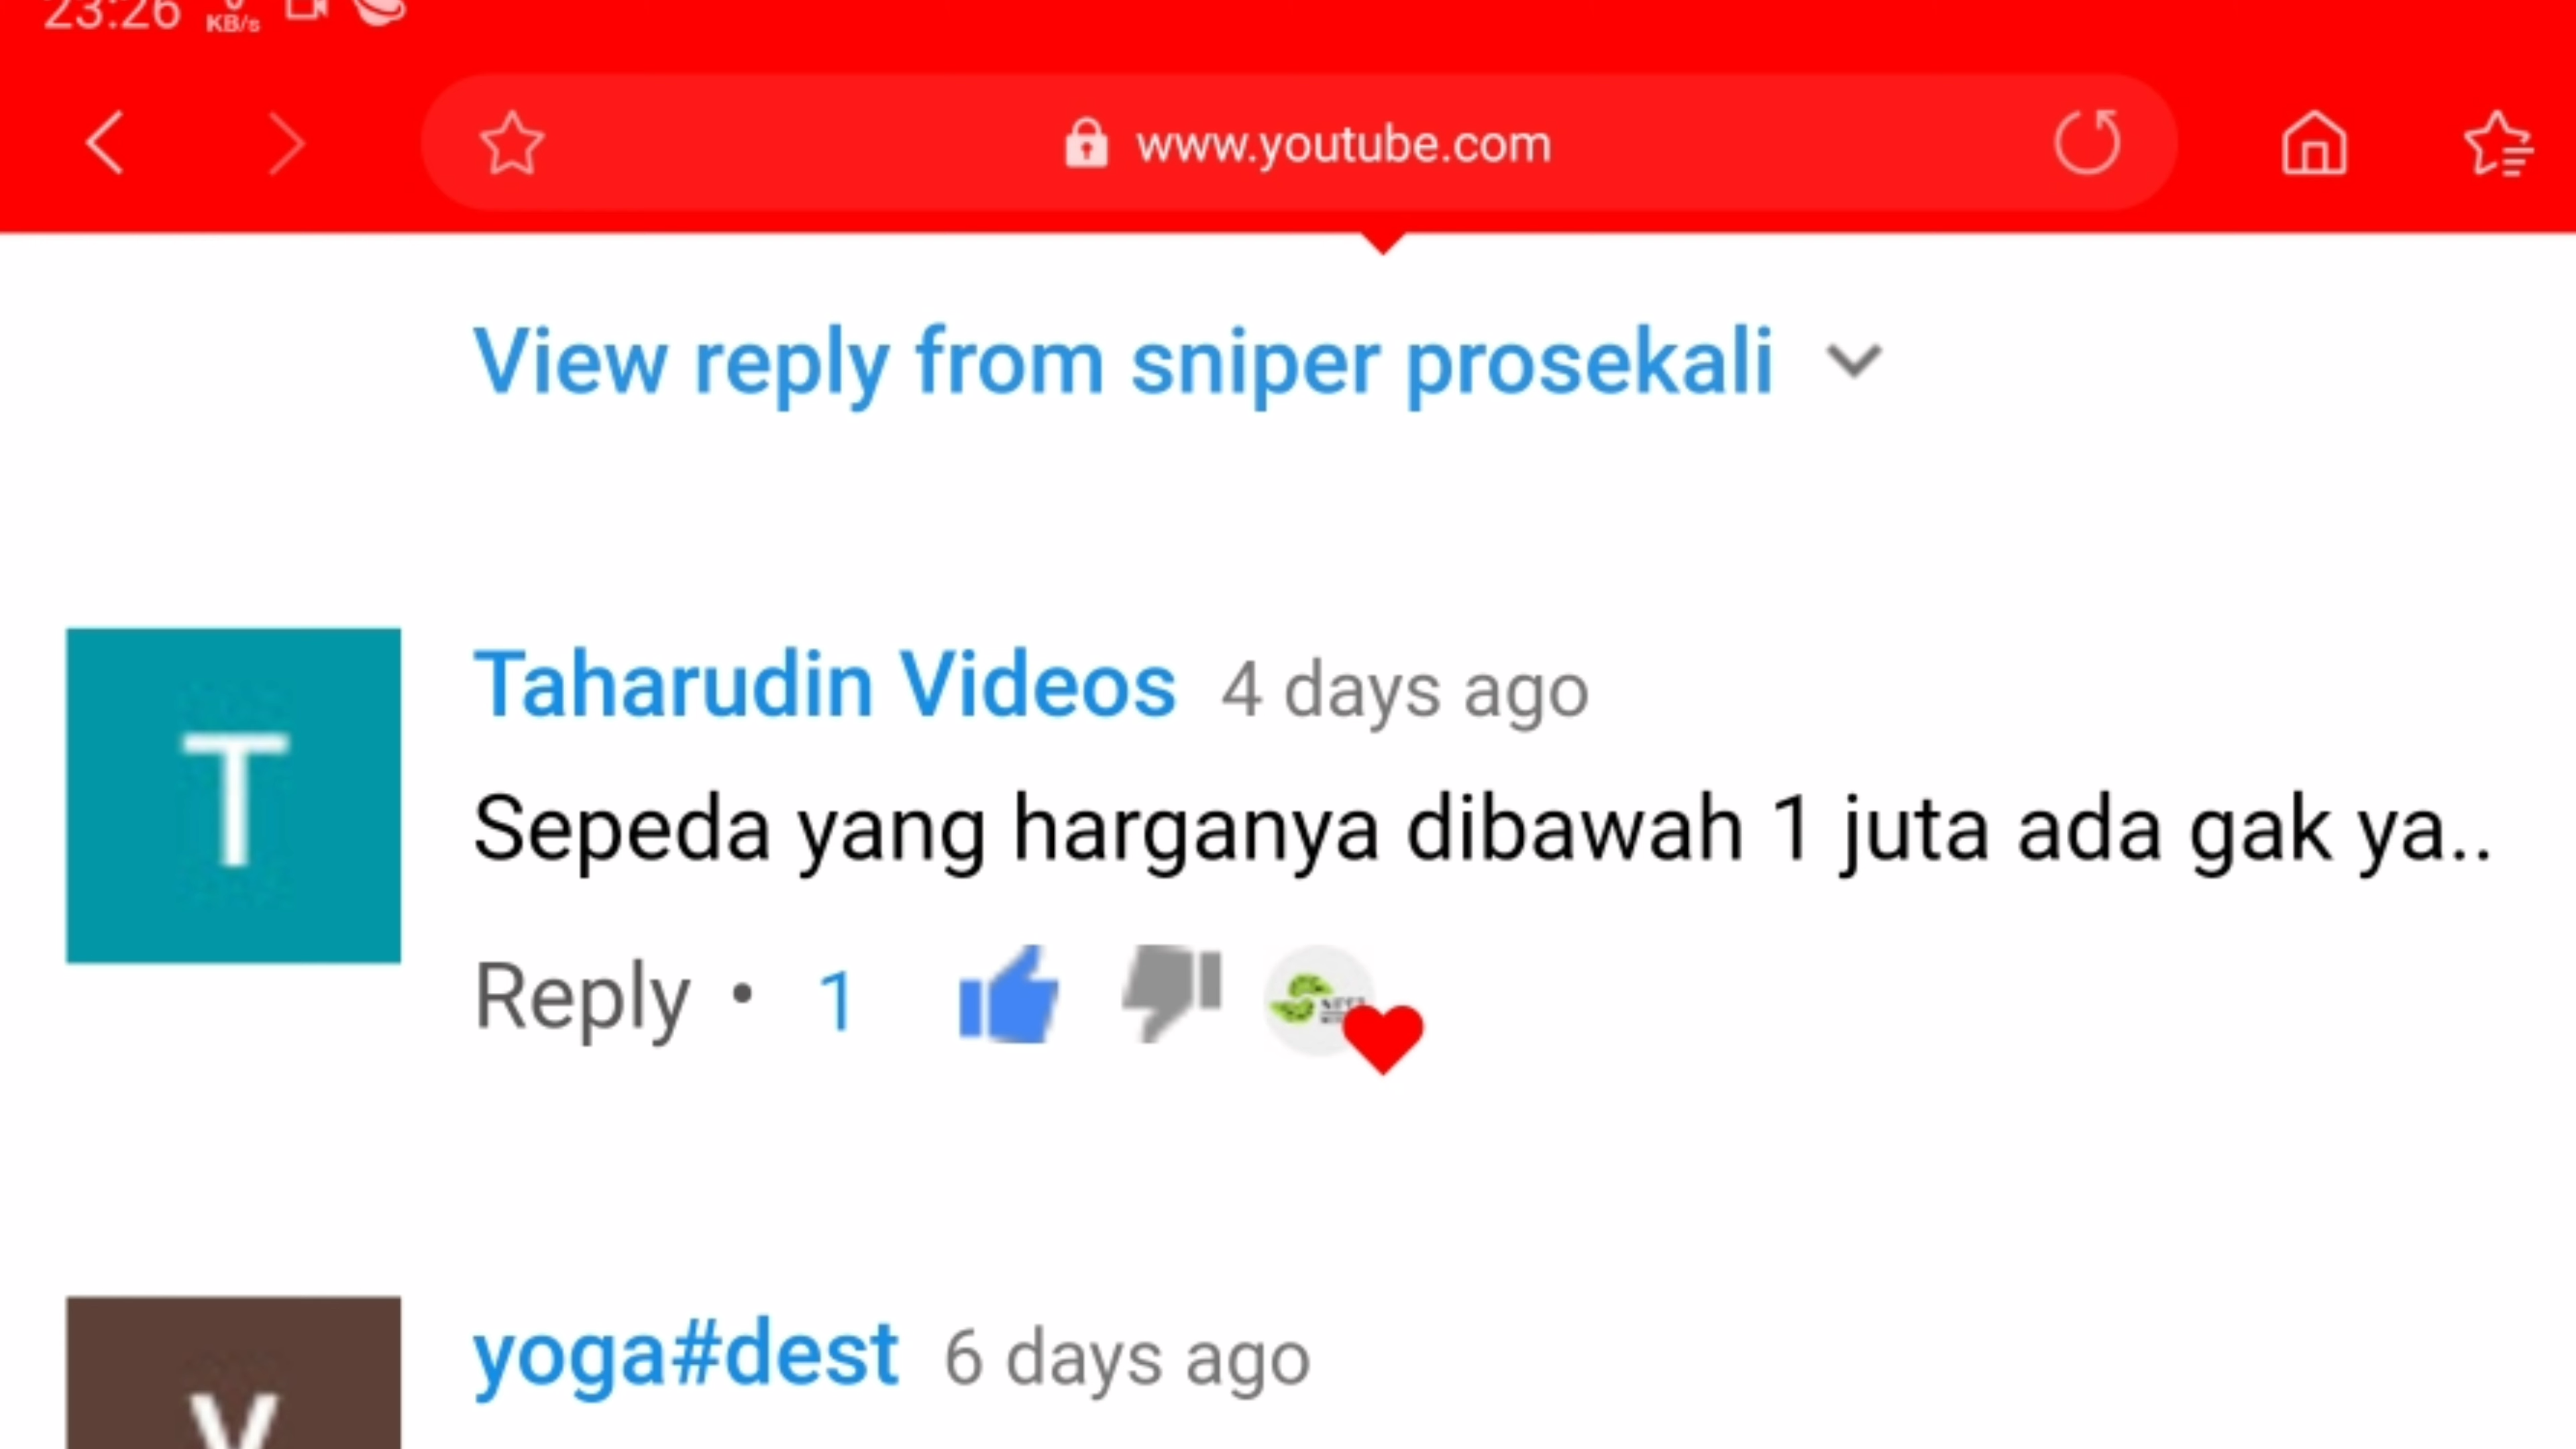 23:26 KB/s
www.youtube.com
View reply from sniper prosekali
T
Taharudin Videos 4 days ago
Sepeda yang harganya dibawah 1 juta ada gak ya..
Reply • 1
yoga#dest 6 days ago
y